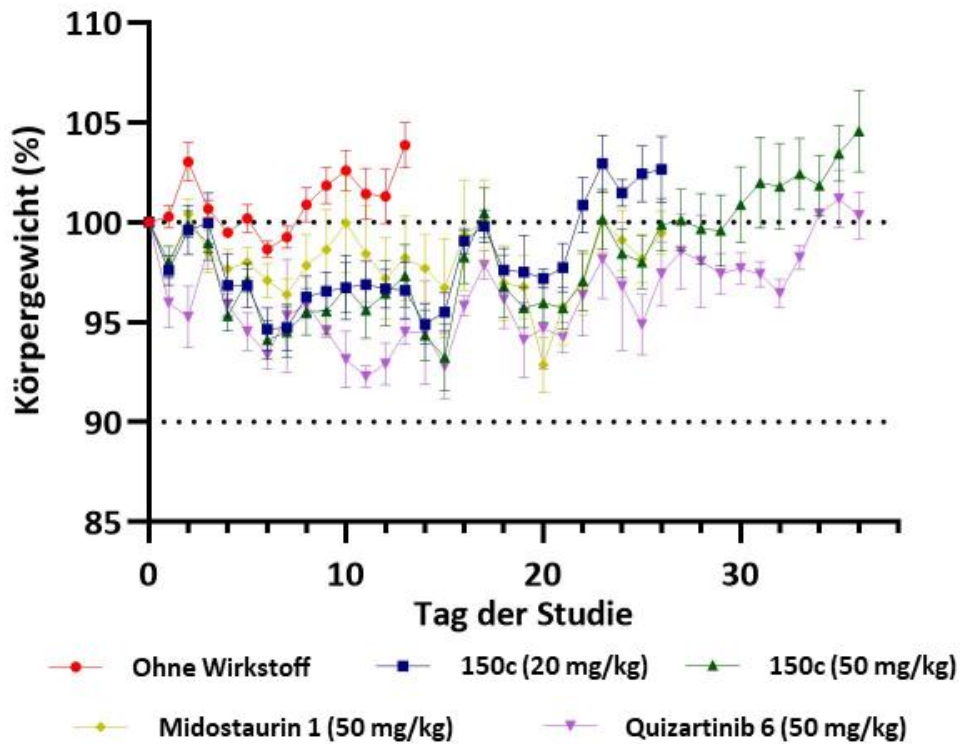 110
105
100
95
90
85
Körpergewicht (%)
0 10 20 30
Tag der Studie
Ohne Wirkstoff 150c (20 mg/kg) 150c (50 mg/kg)
Midostaurin 1 (50 mg/kg) Quizartinib 6 (50 mg/kg)